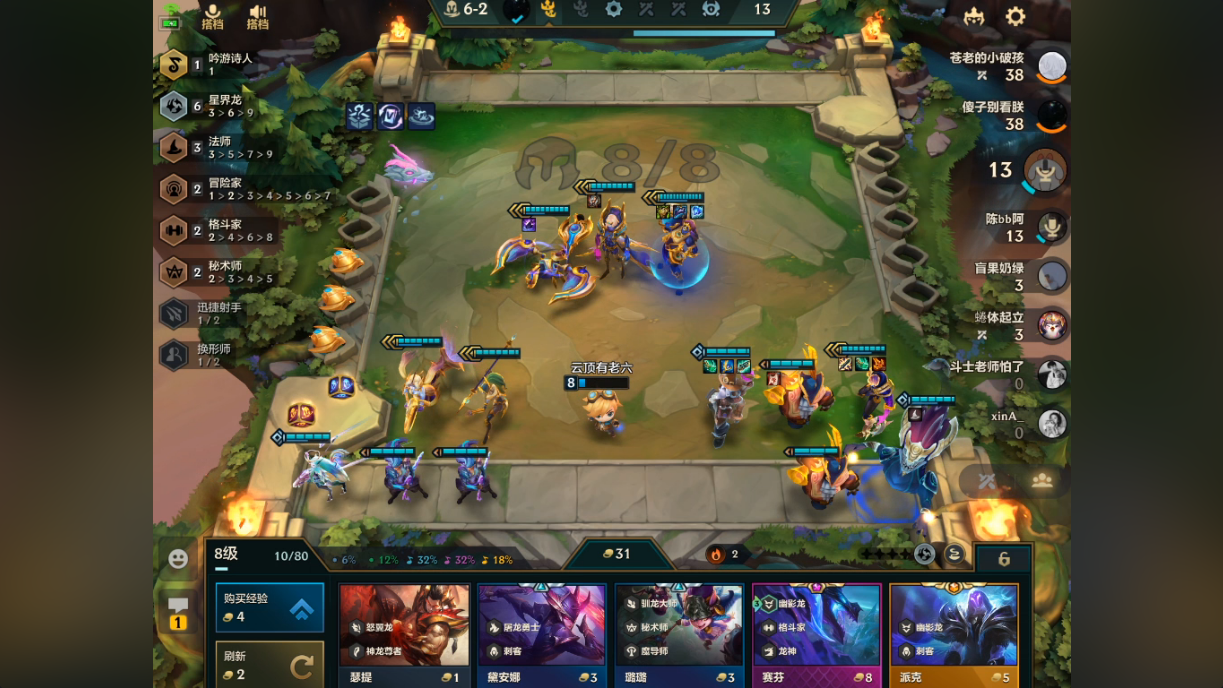 搭档
搭档
6-2
13
1
吟游诗人
1
6
星界龙
3 > 6 > 9
3
法师
3 > 5 > 7 > 9
2
冒险家
1 > 2 > 3 > 4 > 5 > 6 > 7
2
格斗家
2 > 4 > 6 > 8
2
秘术师
2 > 3 > 4 > 5
迅捷射手
1 / 2
换形师
1 / 2
8/8
苍老的小破孩
38
傻子别看朕
38
13
陈bb阿
13
盲果奶绿
3
蜷体起立
3
斗士老师怕了
0
xinA_
0
云顶有老六
8
8级
10/80
6%
12%
32%
32%
18%
31
2
6
1
购买经验
4
刷新
2
怒翼龙
神龙尊者
瑟提
1
屠龙勇士
刺客
黛安娜
3
驯龙大师
秘术师
魔导师
璐璐
3
3
幽影龙
格斗家
龙神
赛芬
8
幽影龙
刺客
派克
5